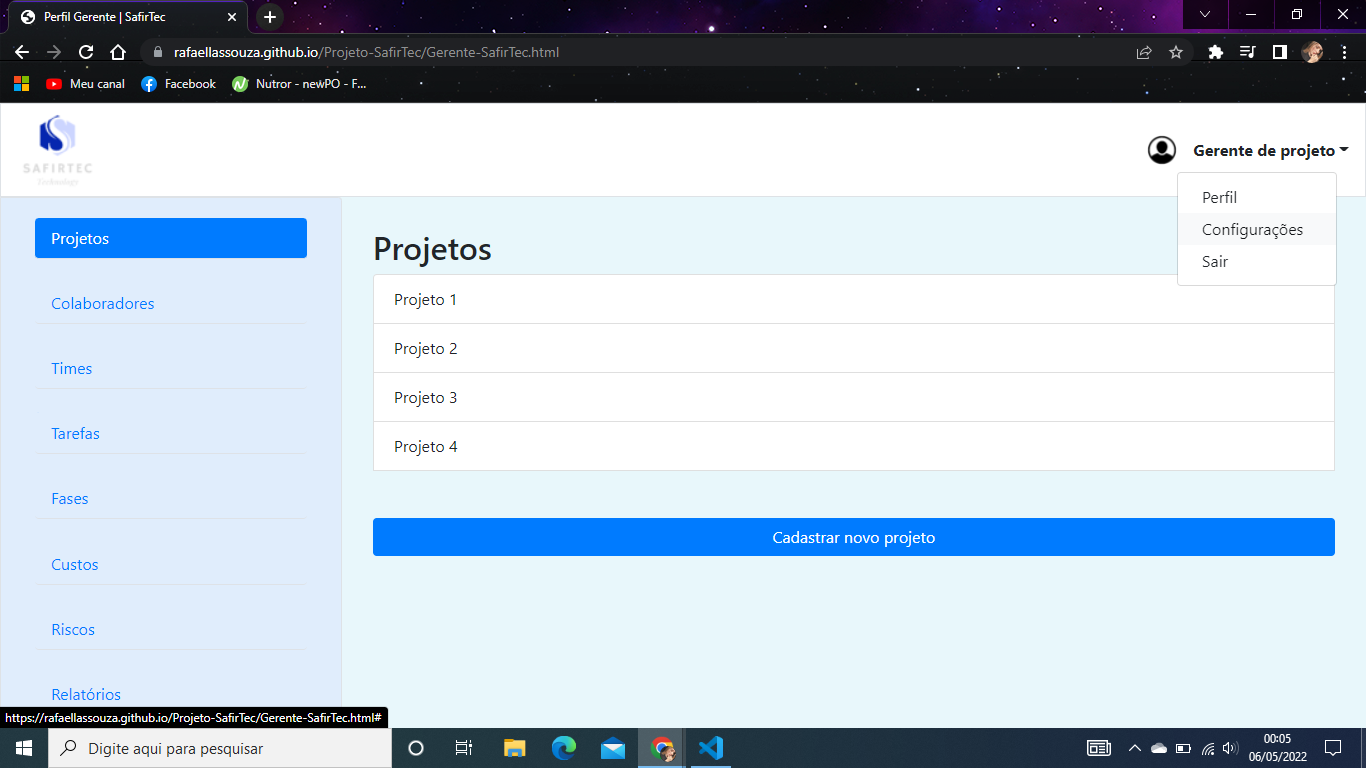 Perfil Gerente | SafirTec
rafaellassouza.github.io/Projeto-SafirTec/Gerente-SafirTec.html
Meu canal
Facebook
Nutror - newPO - F...
SAFIRTEC
Technology
Gerente de projeto
Perfil
Configurações
Sair
Projetos
Colaboradores
Times
Tarefas
Fases
Custos
Riscos
Relatórios
Projetos
Projeto 1
Projeto 2
Projeto 3
Projeto 4
Cadastrar novo projeto
https://rafaellassouza.github.io/Projeto-SafirTec/Gerente-SafirTec.html#
Digite aqui para pesquisar
00:05
06/05/2022